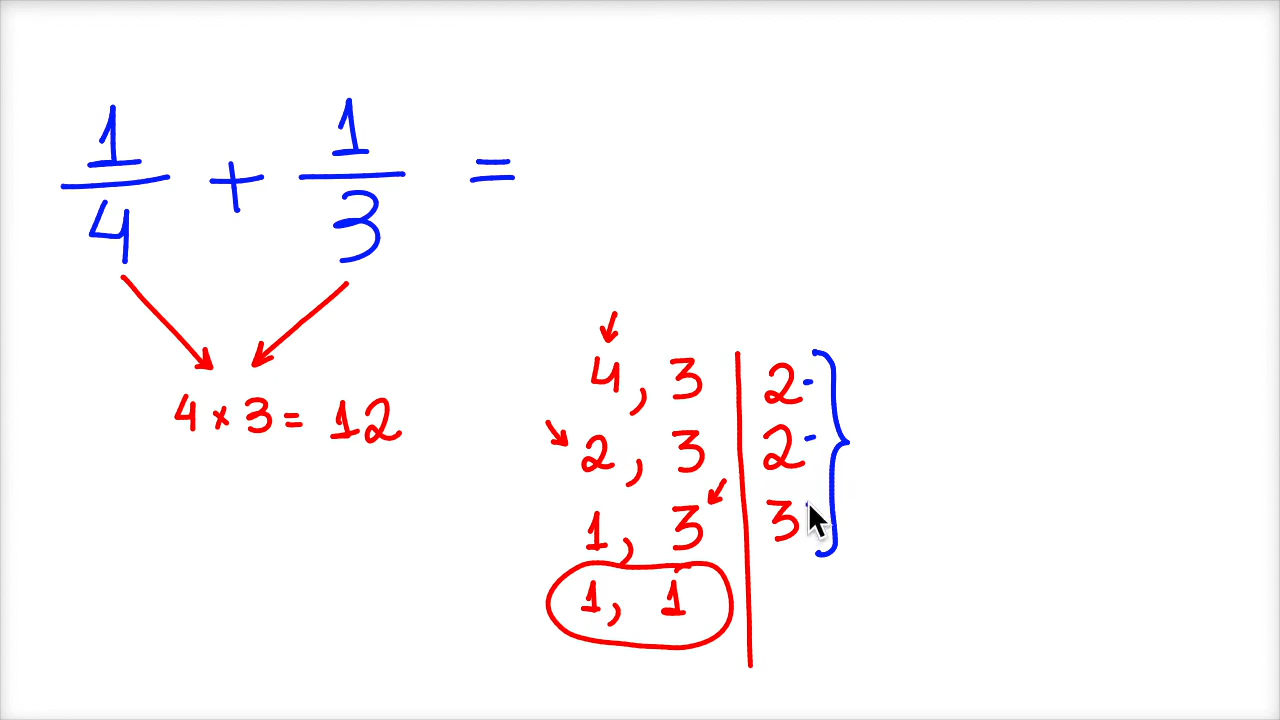 1/4 + 1/3 =
4 x 3 = 12
4, 3 | 2
2, 3 | 2
1, 3 | 3
1, 1